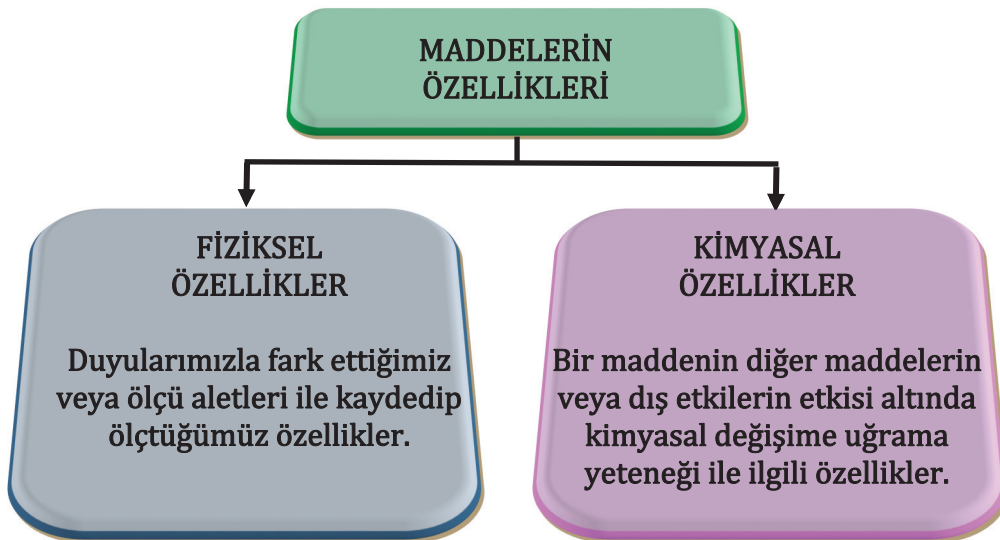 MADDELERİN
ÖZELLİKLERİ
FİZİKSEL
ÖZELLİKLER
Duyularımızla fark ettiğimiz
veya ölçü aletleri ile kaydedip
ölçtüğümüz özellikler.
KİMYASAL
ÖZELLİKLER
Bir maddenin diğer maddelerin
veya dış etkilerin etkisi altında
kimyasal değişime uğrama
yeteneği ile ilgili özellikler.